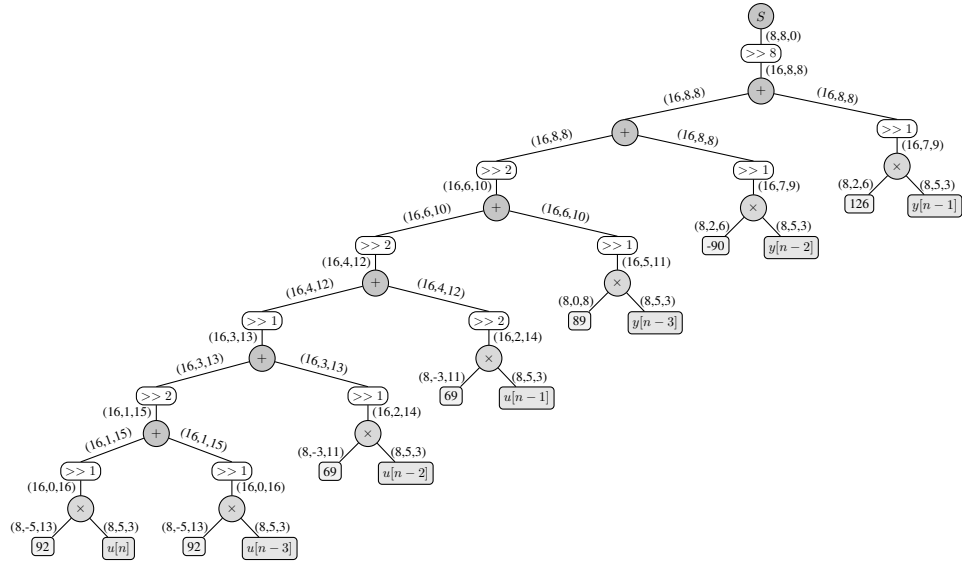 S
(8,8,0)
>> 8
(16,8,8)
+
(16,8,8) (16,8,8)
+ >> 1
(16,8,8) (16,8,8) (16,7,9)
>> 2 >> 1 ×
(16,6,10) (16,7,9) (8,2,6) (8,5,3)
+ × 126 y[n − 1]
(16,6,10) (16,6,10) (8,2,6) (8,5,3)
>> 2 >> 1 -90 y[n − 2]
(16,4,12) (16,5,11)
+ ×
(16,4,12) (16,4,12) (8,0,8) (8,5,3)
>> 1 >> 2 89 y[n − 3]
(16,3,13) (16,2,14)
+ ×
(16,3,13) (16,3,13) (8,-3,11) (8,5,3)
>> 2 >> 1 69 u[n − 1]
(16,1,15) (16,2,14)
+ ×
(16,1,15) (16,1,15) (8,-3,11) (8,5,3)
>> 1 >> 1 69 u[n − 2]
(16,0,16) (16,0,16)
× ×
(8,-5,13) (8,5,3) (8,-5,13) (8,5,3)
92 u[n] 92 u[n − 3]